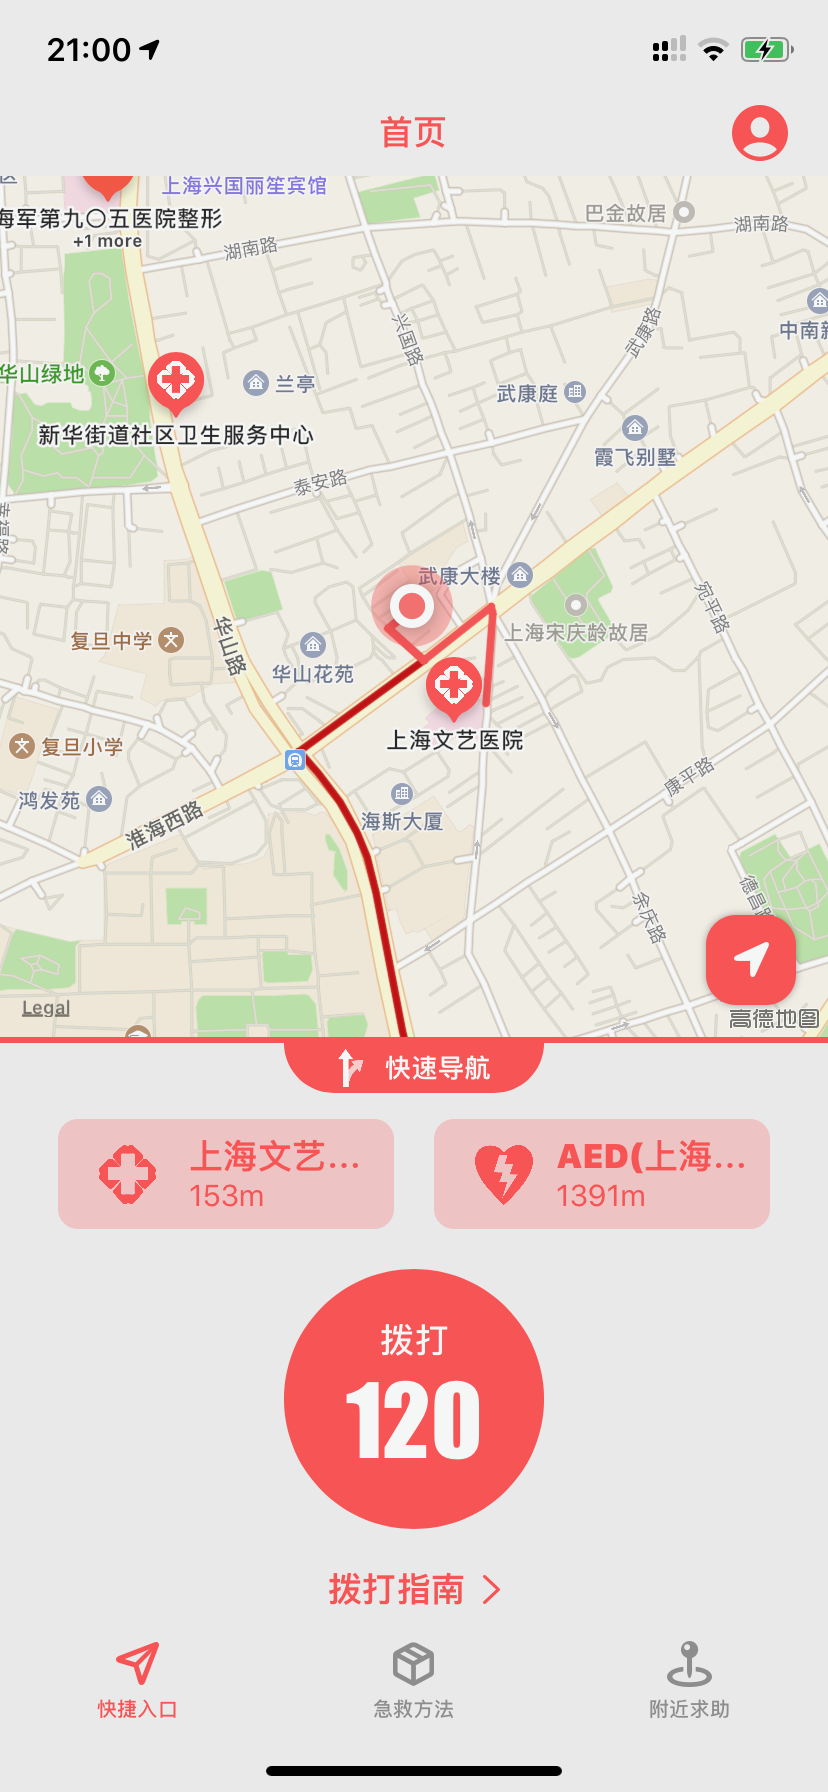 21:00
首页
上海兴国丽笙宾馆
海军第九〇五医院整形
+1 more
巴金故居
湖南路
湖南路
兴国路
武康路
中南新
华山绿地
兰亭
武康庭
新华街道社区卫生服务中心
霞飞别墅
泰安路
武康大楼
宛平路
复旦中学
华山路
上海宋庆龄故居
华山花苑
上海文艺医院
复旦小学
康平路
鸿发苑
海斯大厦
淮海西路
德昌路
余庆路
Legal
高德地图
快速导航
上海文艺...
153m
AED(上海...
1391m
拨打
120
拨打指南
快捷入口
急救方法
附近求助